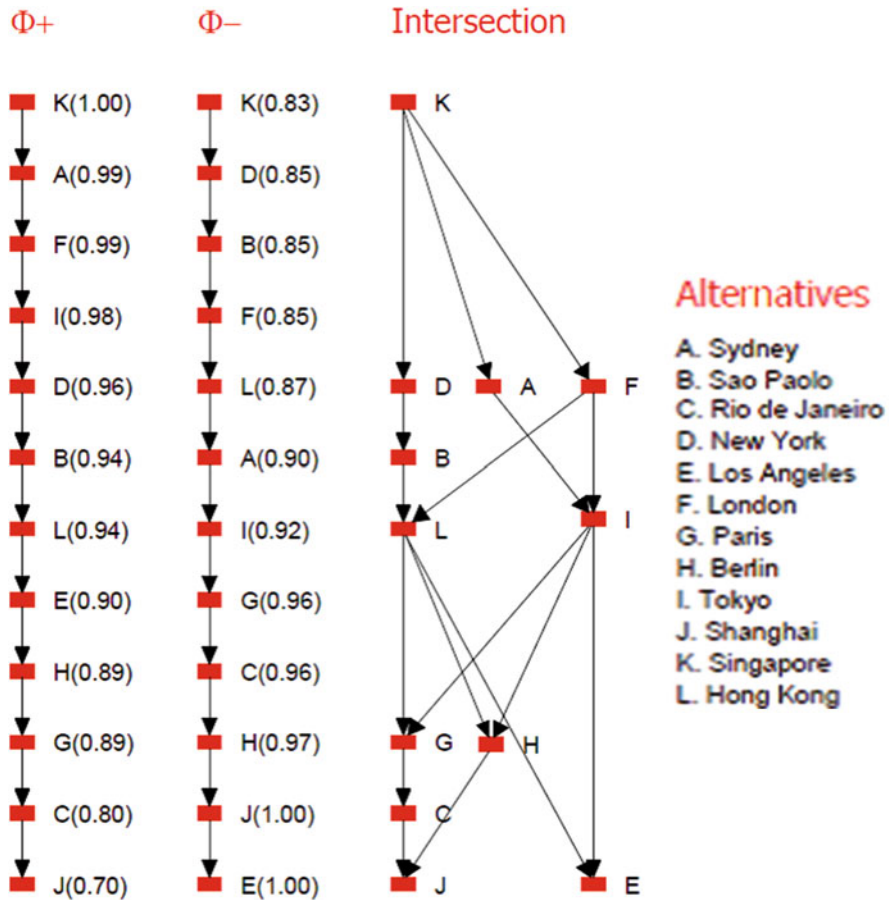 Φ+
Φ−
Intersection
K(1.00)
A(0.99)
F(0.99)
I(0.98)
D(0.96)
B(0.94)
L(0.94)
E(0.90)
H(0.89)
G(0.89)
C(0.80)
J(0.70)
K(0.83)
D(0.85)
B(0.85)
F(0.85)
L(0.87)
A(0.90)
I(0.92)
G(0.96)
C(0.96)
H(0.97)
J(1.00)
E(1.00)
K
D
A
F
B
L
I
G
H
C
J
E
Alternatives
A. Sydney
B. Sao Paolo
C. Rio de Janeiro
D. New York
E. Los Angeles
F. London
G. Paris
H. Berlin
I. Tokyo
J. Shanghai
K. Singapore
L. Hong Kong